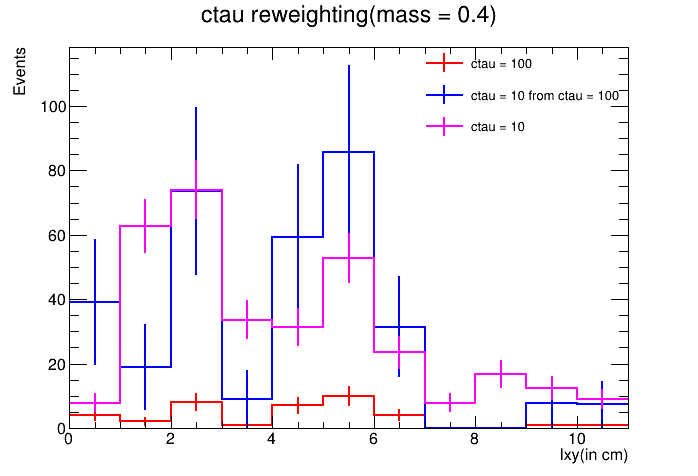 ctau reweighting(mass = 0.4)
Events
ctau = 100
ctau = 10 from ctau = 100
ctau = 10
100
80
60
40
20
0
0 2 4 6 8 10
lxy(in cm)